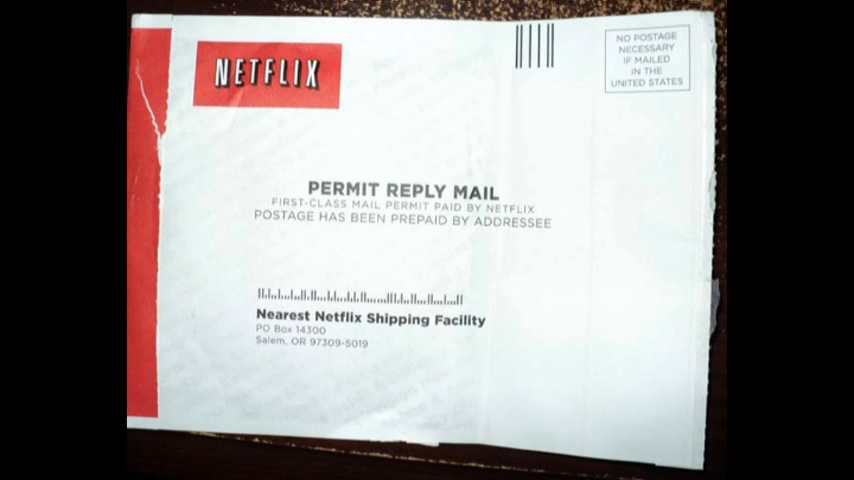 NETFLIX
NO POSTAGE
NECESSARY
IF MAILED
IN THE
UNITED STATES
PERMIT REPLY MAIL
FIRST-CLASS MAIL PERMIT PAID BY NETFLIX
POSTAGE HAS BEEN PREPAID BY ADDRESSEE
Nearest Netflix Shipping Facility
PO Box 14300
Salem, OR 97309-5019